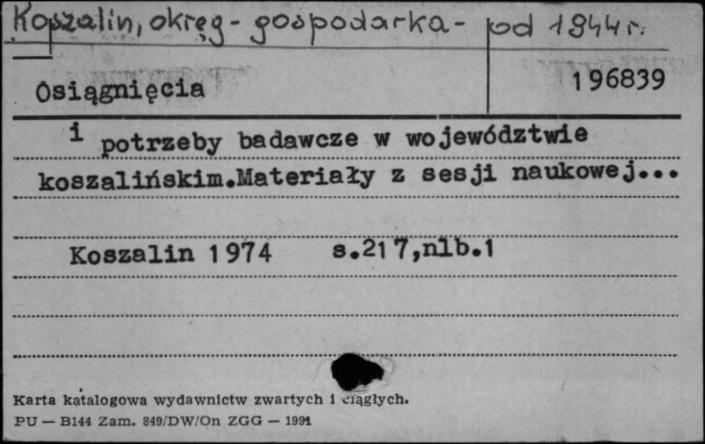 Koszalin, okręg - gospodarka - od 1944 r.
Osiągnięcia 196839
i potrzeby badawcze w województwie
koszalińskim.Materiały z sesji naukowej...
Koszalin 1974 s.217,nlb.1
Karta katalogowa wydawnictw zwartych i ciągłych.
PU — B144 Zam. 849/DW/On ZGG — 1991